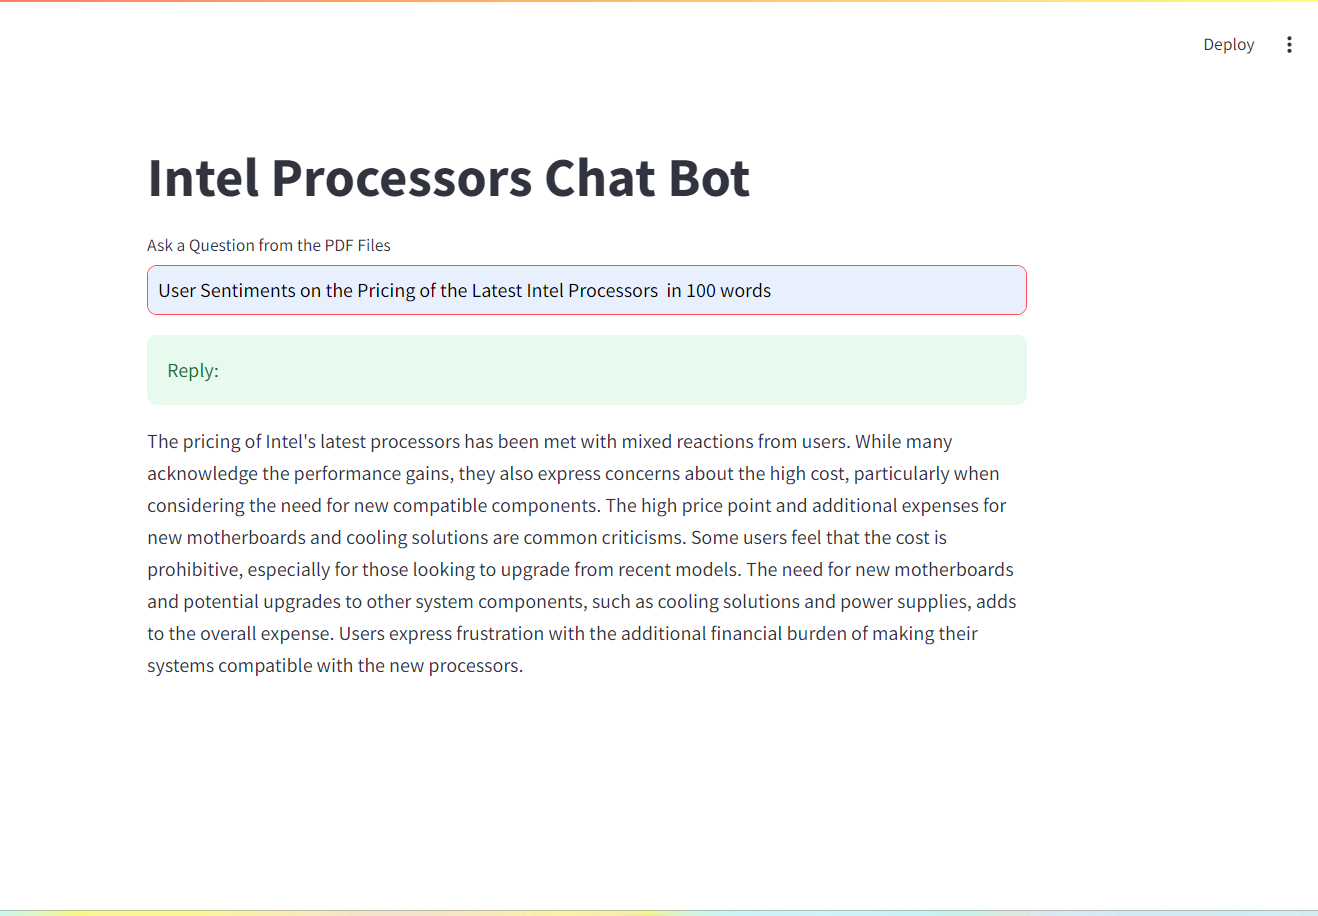 Deploy
Intel Processors Chat Bot
Ask a Question from the PDF Files
User Sentiments on the Pricing of the Latest Intel Processors  in 100 words
Reply:
The pricing of Intel's latest processors has been met with mixed reactions from users. While many
acknowledge the performance gains, they also express concerns about the high cost, particularly when
considering the need for new compatible components. The high price point and additional expenses for
new motherboards and cooling solutions are common criticisms. Some users feel that the cost is
prohibitive, especially for those looking to upgrade from recent models. The need for new motherboards
and potential upgrades to other system components, such as cooling solutions and power supplies, adds
to the overall expense. Users express frustration with the additional financial burden of making their
systems compatible with the new processors.